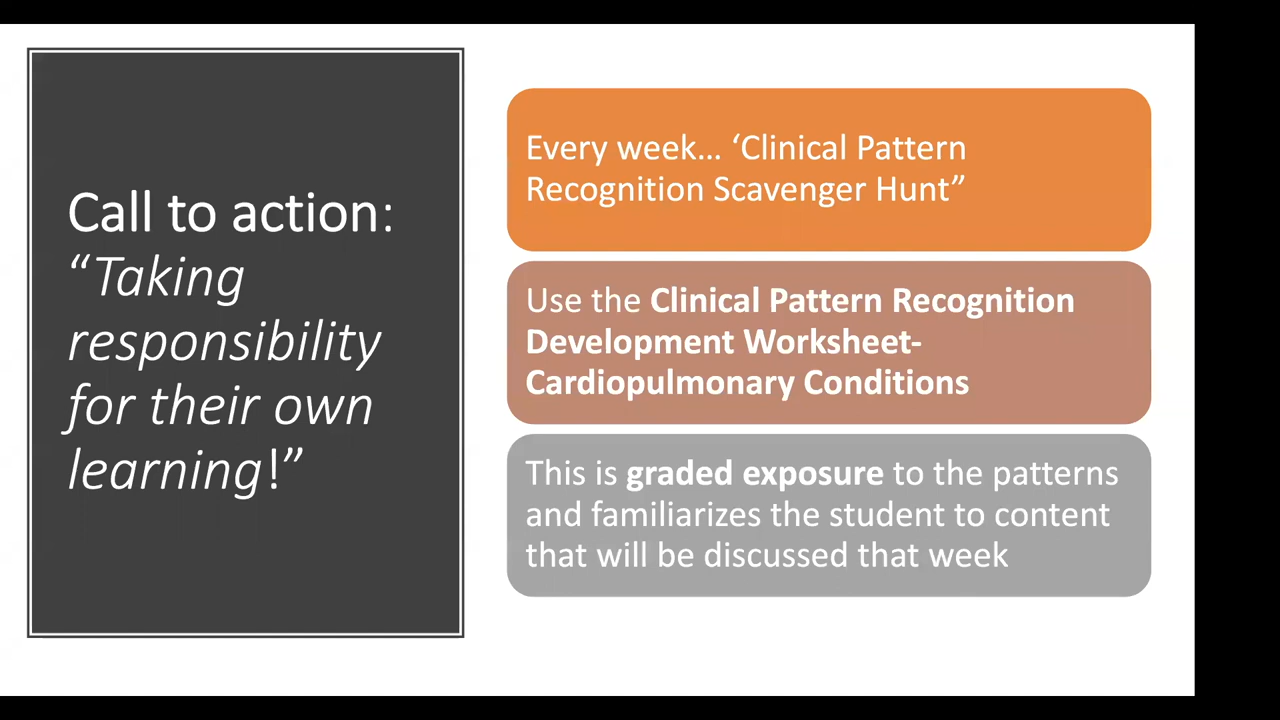 Call to action:
“Taking
responsibility
for their own
learning!”
Every week… ‘Clinical Pattern
Recognition Scavenger Hunt”
Use the Clinical Pattern Recognition
Development Worksheet-
Cardiopulmonary Conditions
This is graded exposure to the patterns
and familiarizes the student to content
that will be discussed that week